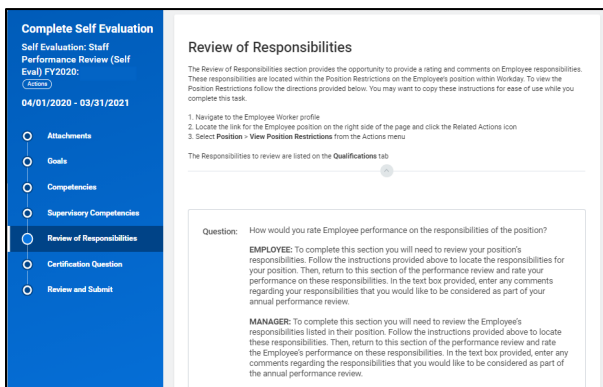 Complete Self Evaluation
Self Evaluation: Staff
Performance Review (Self
Eval) FY2020:
Actions
04/01/2020 - 03/31/2021
Attachments
Goals
Competencies
Supervisory Competencies
Review of Responsibilities
Certification Question
Review and Submit
Review of Responsibilities
The Review of Responsibilities section provides the opportunity to provide a rating and comments on Employee responsibilities.
These responsibilities are located within the Position Restrictions on the Employee's position within Workday. To view the
Position Restrictions follow the directions provided below. You may want to copy these instructions for ease of use while you
complete this task.
1. Navigate to the Employee Worker profile
2. Locate the link for the Employee position on the right side of the page and click the Related Actions icon
3. Select Position > View Position Restrictions from the Actions menu
The Responsibilities to review are listed on the Qualifications tab
Question: How would you rate Employee performance on the responsibilities of the position?
EMPLOYEE: To complete this section you will need to review your position's
responsibilities. Follow the instructions provided above to locate the responsibilities for
your position. Then, return to this section of the performance review and rate your
performance on these responsibilities. In the text box provided, enter any comments
regarding your responsibilities that you would like to be considered as part of your
annual performance review.
MANAGER: To complete this section you will need to review the Employee's
responsibilities listed in their position. Follow the instructions provided above to locate
these responsibilities. Then, return to this section of the performance review and rate
the Employee's performance on these responsibilities. In the text box provided, enter any
comments regarding the responsibilities that you would like to be considered as part of
the annual performance review.